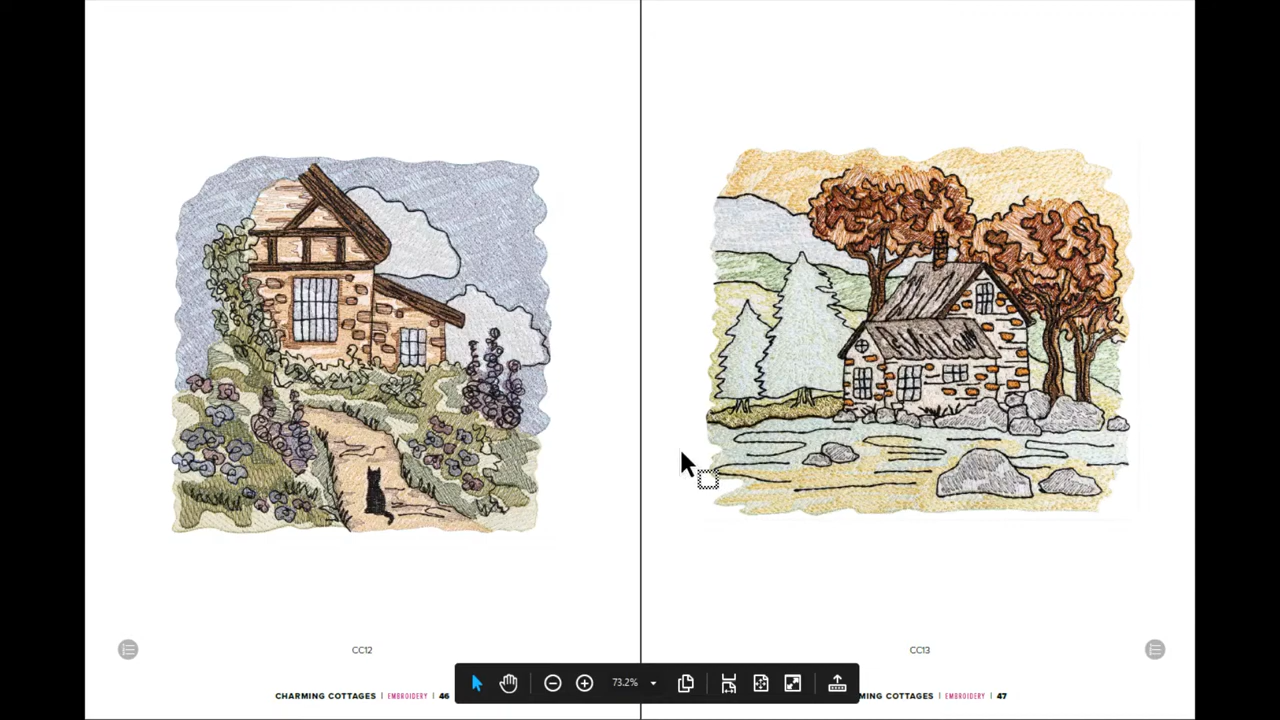 CC12
CC13
CHARMING COTTAGES | EMBROIDERY | 46
73.2%
MING COTTAGES | EMBROIDERY | 47